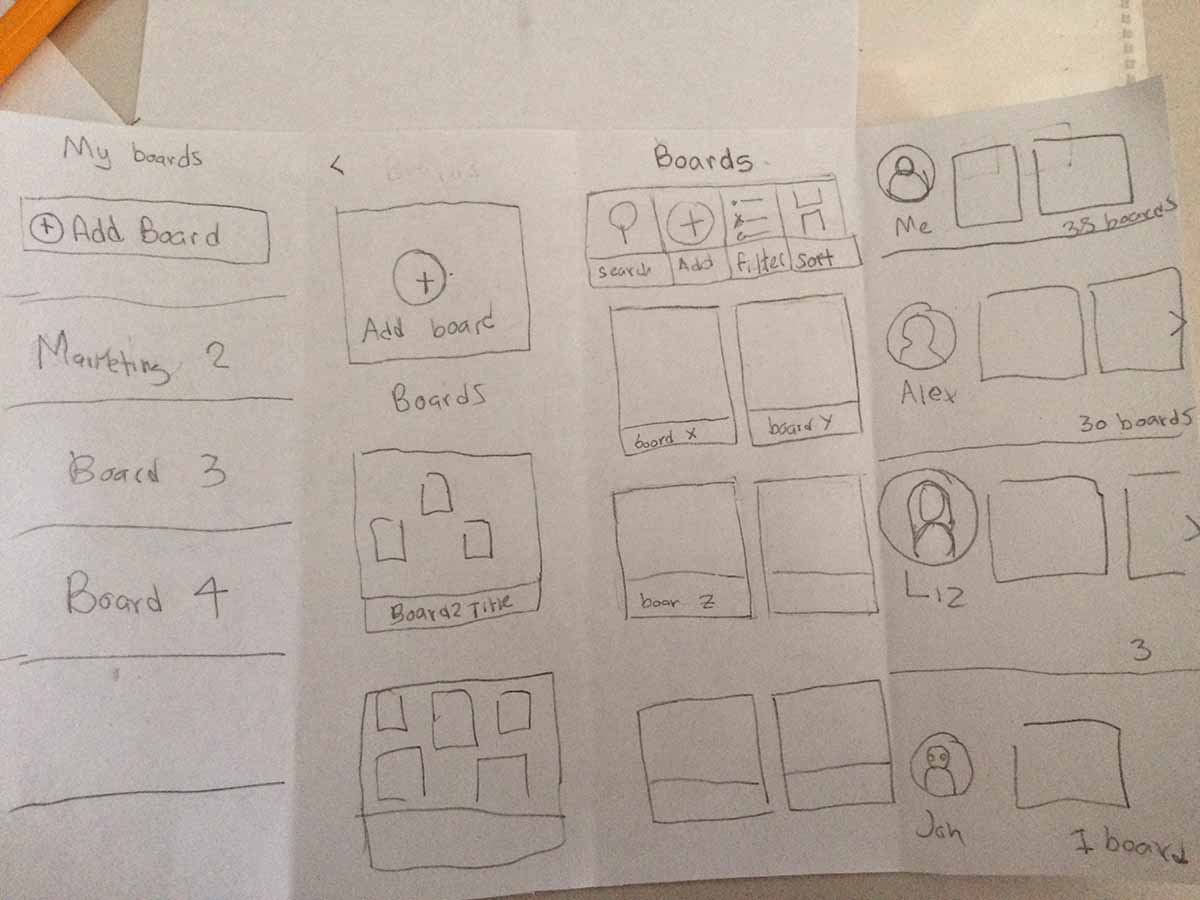 My boards
+ Add Board
Marketing 2
Board 3
Board 4
<
+
Add board
Boards
Board2 Title
Boards
search Add filter sort
board X
board Y
boar Z
Me
38 boards
Alex
>
30 boards
Liz
>
3
Jon
1 board